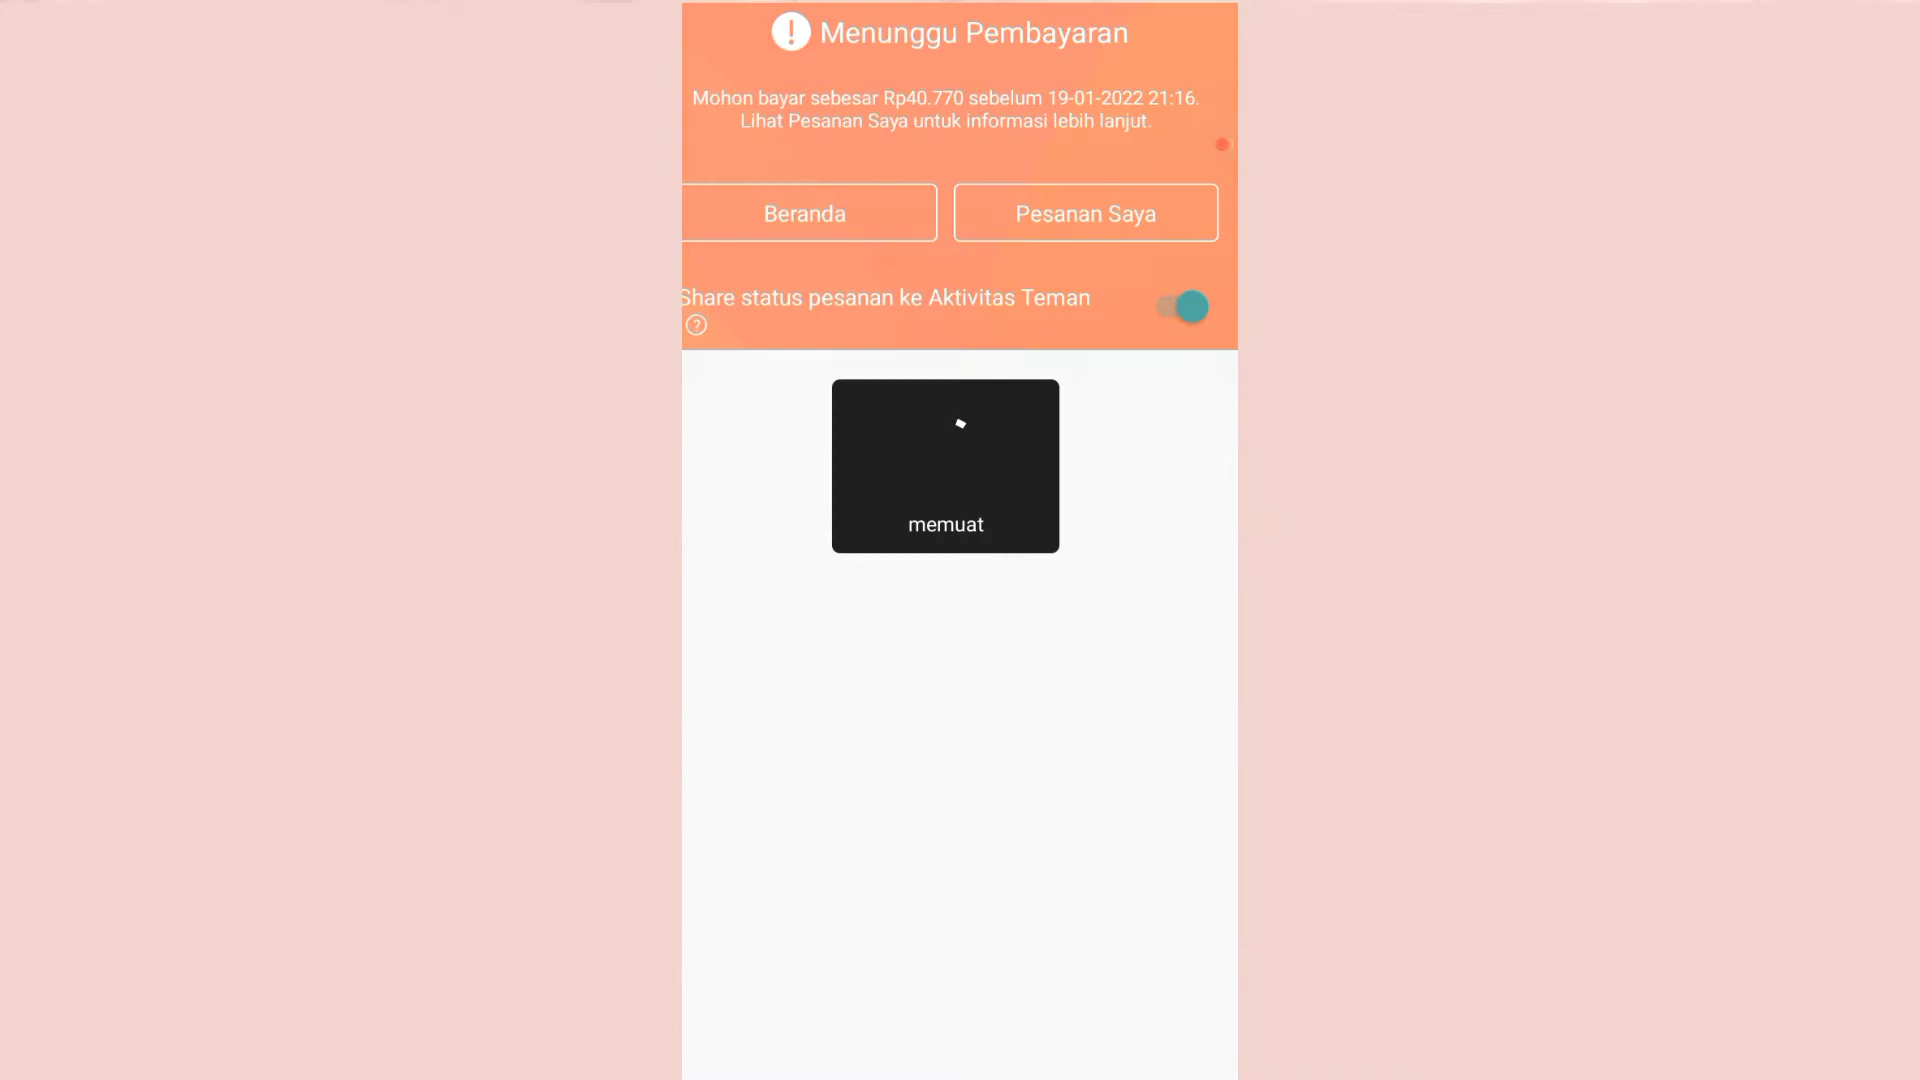 Menunggu Pembayaran
Mohon bayar sebesar Rp40.770 sebelum 19-01-2022 21:16.
Lihat Pesanan Saya untuk informasi lebih lanjut.
Beranda
Pesanan Saya
Share status pesanan ke Aktivitas Teman
memuat